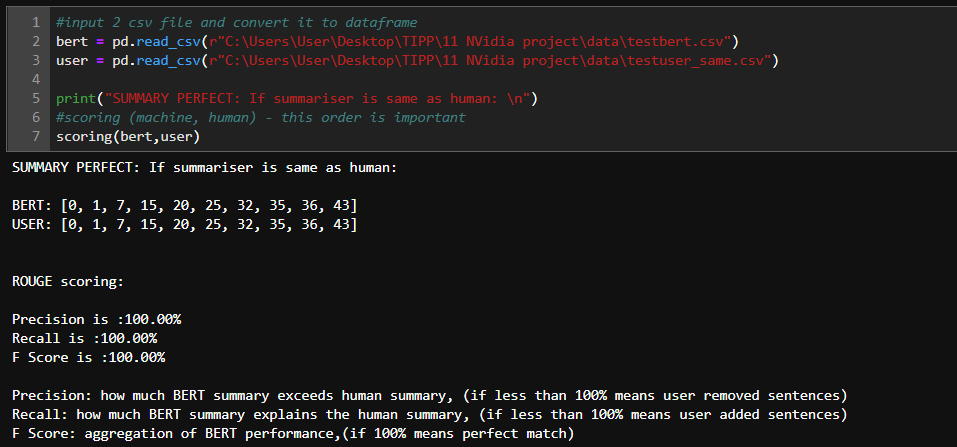 1 #input 2 csv file and convert it to dataframe
2 bert = pd.read_csv(r"C:\Users\User\Desktop\TIPP\11 NVidia project\data\testbert.csv")
3 user = pd.read_csv(r"C:\Users\User\Desktop\TIPP\11 NVidia project\data\testuser_same.csv")
4
5 print("SUMMARY PERFECT: If summariser is same as human: \n")
6 #scoring (machine, human) - this order is important
7 scoring(bert,user)
SUMMARY PERFECT: If summariser is same as human:
BERT: [0, 1, 7, 15, 20, 25, 32, 35, 36, 43]
USER: [0, 1, 7, 15, 20, 25, 32, 35, 36, 43]
ROUGE scoring:
Precision is :100.00%
Recall is :100.00%
F Score is :100.00%
Precision: how much BERT summary exceeds human summary, (if less than 100% means user removed sentences)
Recall: how much BERT summary explains the human summary, (if less than 100% means user added sentences)
F Score: aggregation of BERT performance,(if 100% means perfect match)